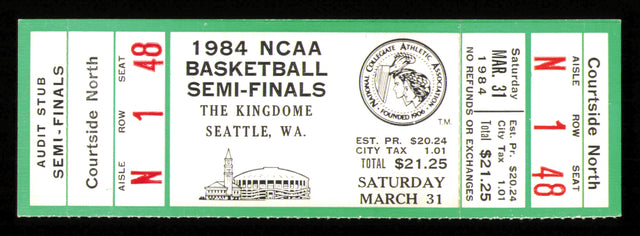 AUDIT STUB
SEMI-FINALS
Courtside North
AISLE ROW SEAT
N 1 48
1984 NCAA
BASKETBALL
SEMI-FINALS
THE KINGDOME
SEATTLE, WA.
NATIONAL COLLEGIATE ATHLETIC ASSOCIATION
FOUNDED 1906
T.M.
EST. PR. $20.24
CITY TAX 1.01
TOTAL $21.25
SATURDAY
MARCH 31
Saturday
MAR. 31
1984
NO REFUNDS OR EXCHANGES
Est. Pr. $20.24
City Tax 1.01
Total $21.25
Courtside North
AISLE ROW SEAT
N 1 48